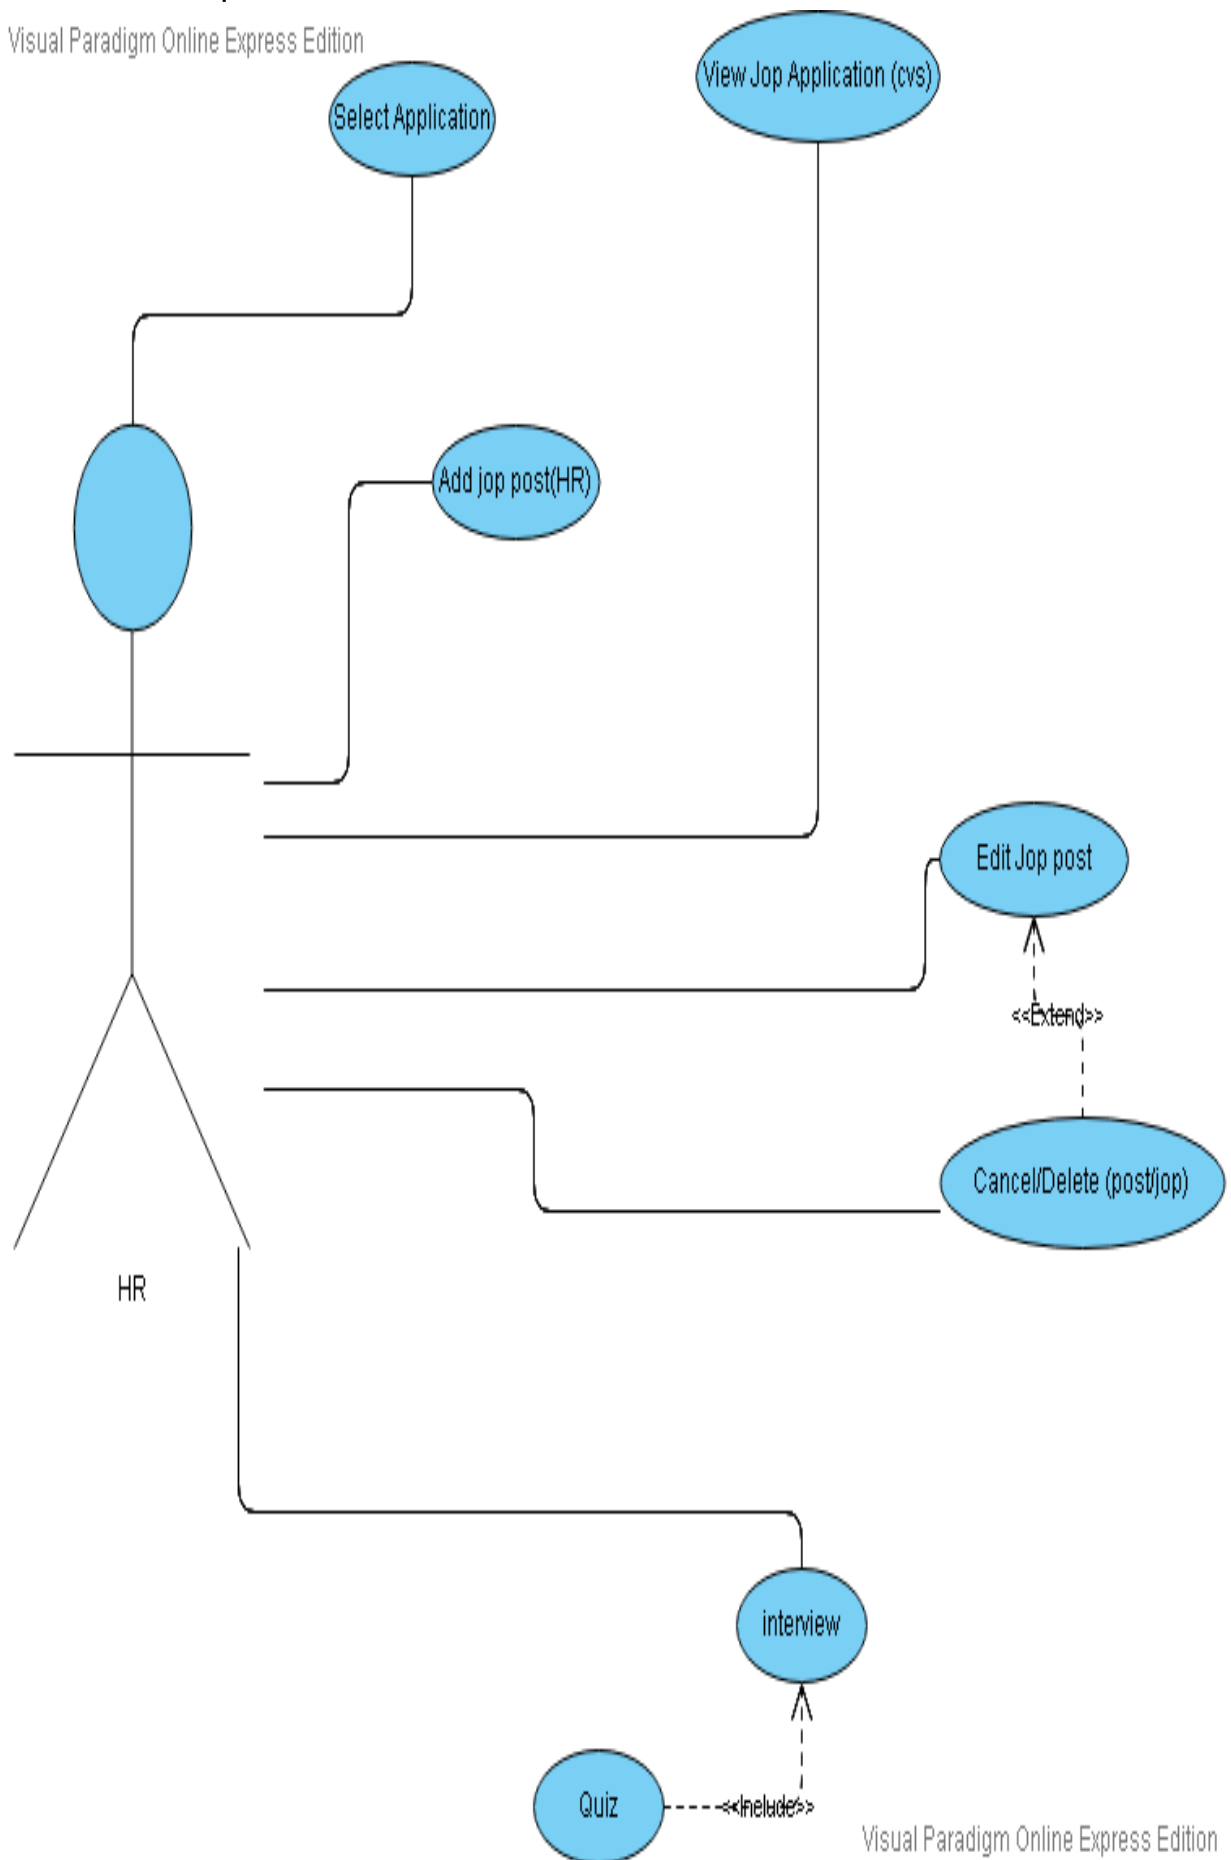 Visual Paradigm Online Express Edition
View Jop Application (cvs)
Select Application
Add jop post(HR)
Edit Jop post
<<Extend>>
Cancel/Delete (post/jop)
HR
interview
Quiz
<<Include>>
Visual Paradigm Online Express Edition